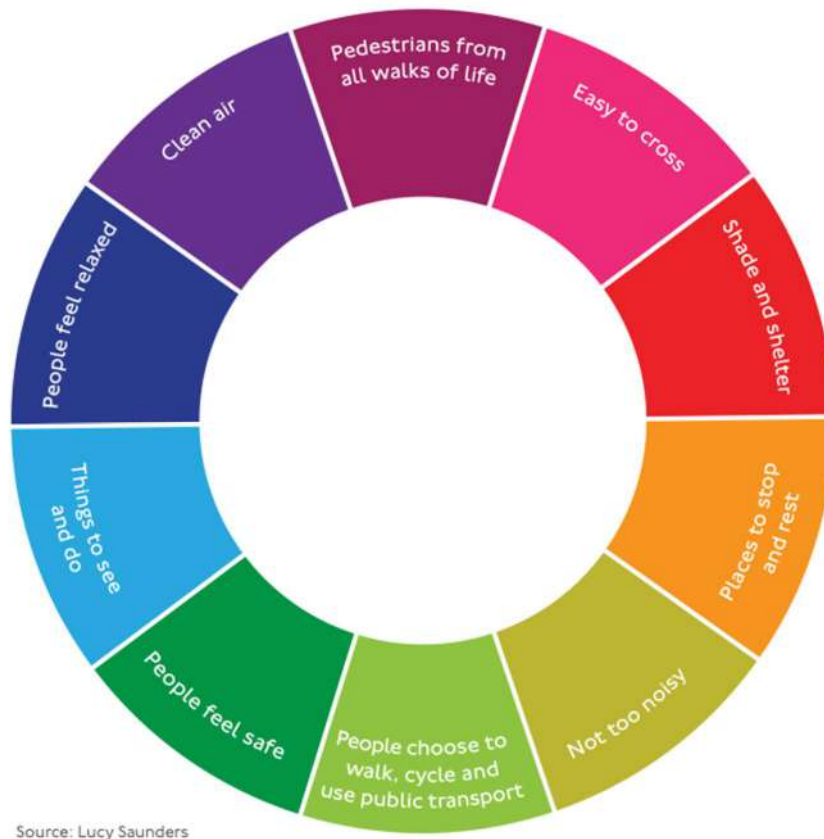 Pedestrians from
all walks of life
Easy to cross
Shade and shelter
Places to stop
and rest
Not too noisy
People choose to
walk, cycle and
use public transport
People feel safe
Things to see
and do
People feel relaxed
Clean air
Source: Lucy Saunders